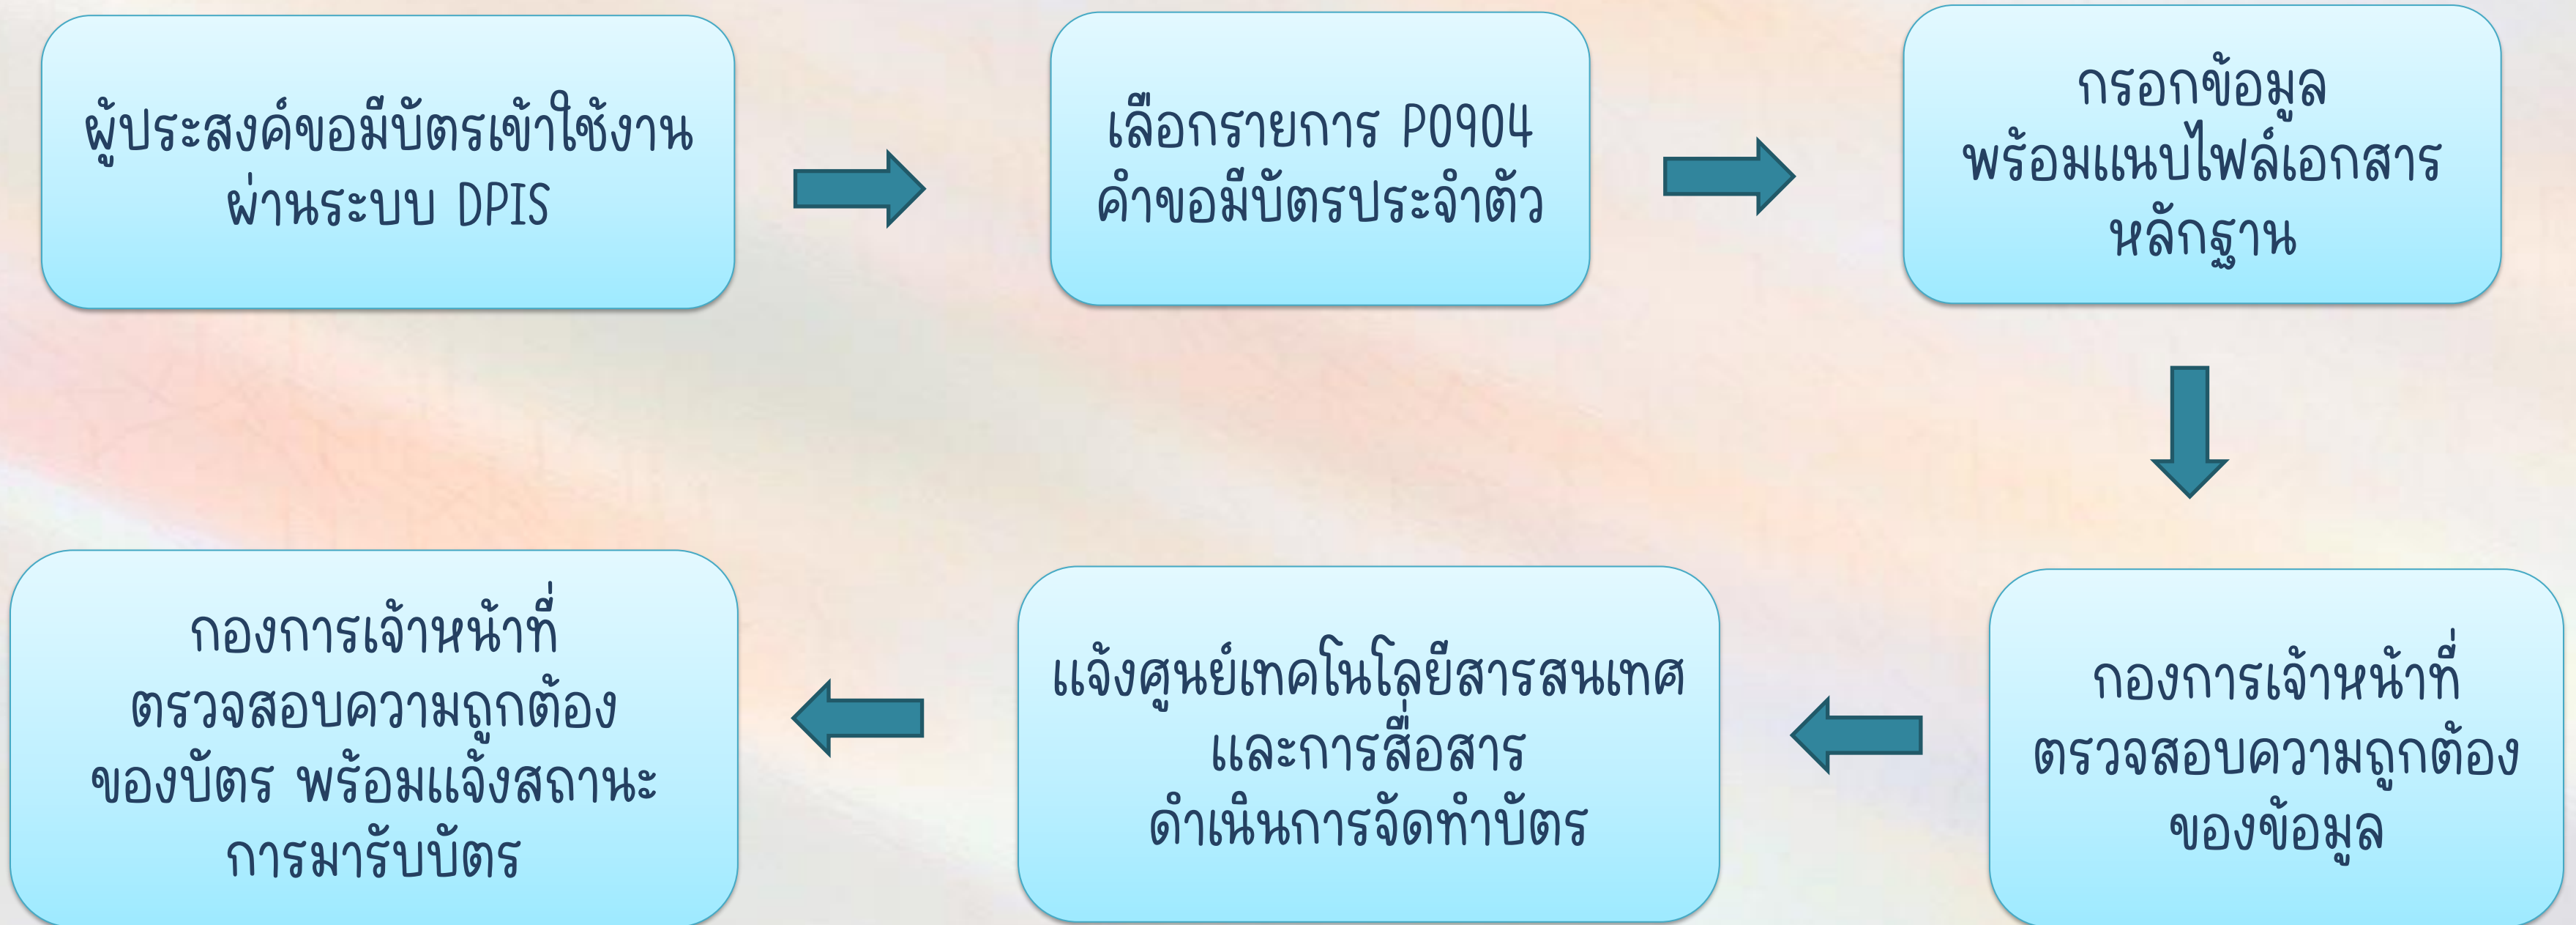 ผู้ประสงค์ขอมีบัตรเข้าใช้งาน
ผ่านระบบ DPIS
เลือกรายการ P0904
คำขอมีบัตรประจำตัว
กรอกข้อมูล
พร้อมแนบไฟล์เอกสาร
หลักฐาน
กองการเจ้าหน้าที่
ตรวจสอบความถูกต้อง
ของข้อมูล
แจ้งศูนย์เทคโนโลยีสารสนเทศ
และการสื่อสาร
ดำเนินการจัดทำบัตร
กองการเจ้าหน้าที่
ตรวจสอบความถูกต้อง
ของบัตร พร้อมแจ้งสถานะ
การมารับบัตร